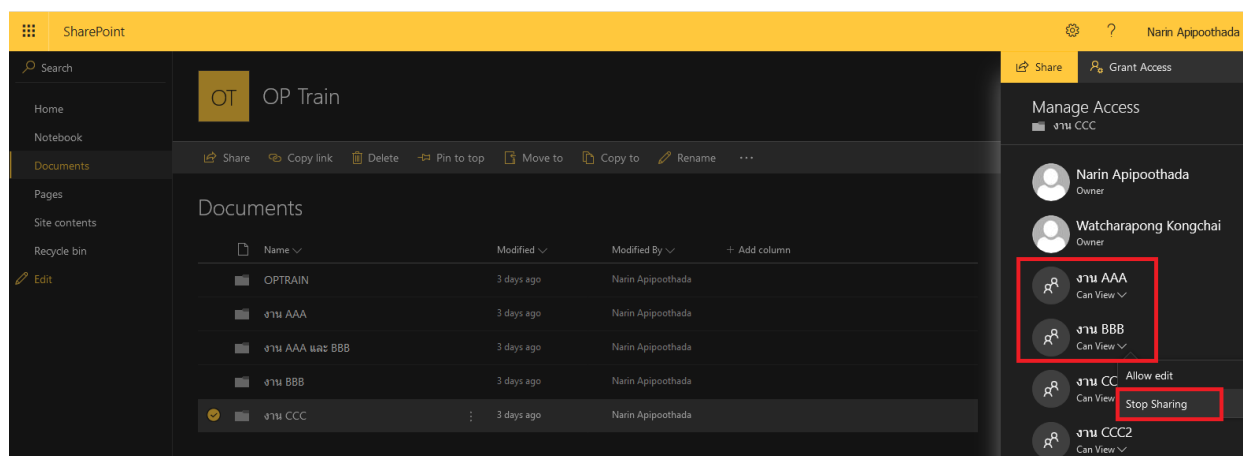 SharePoint
? Narin Apipoothada
Search
Home
Notebook
Documents
Pages
Site contents
Recycle bin
Edit
OT OP Train
Share Copy link Delete Pin to top Move to Copy to Rename ...
Documents
Name Modified Modified By + Add column
OPTRAIN 3 days ago Narin Apipoothada
งาน AAA 3 days ago Narin Apipoothada
งาน AAA และ BBB 3 days ago Narin Apipoothada
งาน BBB 3 days ago Narin Apipoothada
งาน CCC 3 days ago Narin Apipoothada
Share Grant Access
Manage Access
งาน CCC
Narin Apipoothada
Owner
Watcharapong Kongchai
Owner
งาน AAA
Can View
งาน BBB
Can View
Allow edit
Stop Sharing
งาน CC
Can View
งาน CCC2
Can View